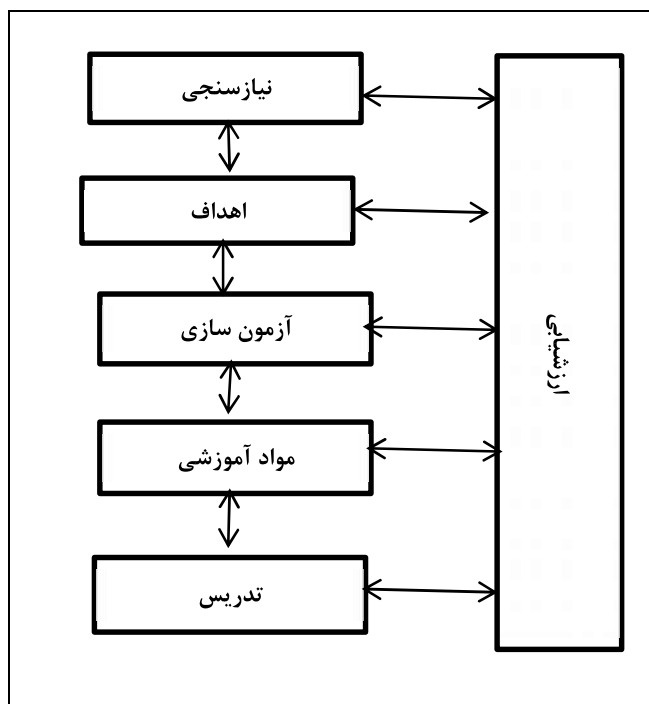 نیازسنجی
اهداف
آزمون سازی
مواد آموزشی
تدریس
ارزشیابی